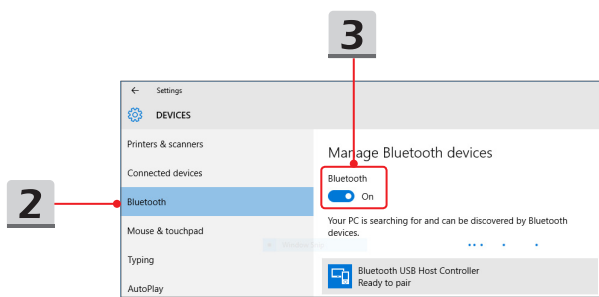 3
← Settings
DEVICES
Printers & scanners
Connected devices
2
Bluetooth
Mouse & touchpad
Typing
AutoPlay
Manage Bluetooth devices
Bluetooth
On
Your PC is searching for and can be discovered by Bluetooth
devices.
Bluetooth USB Host Controller
Ready to pair